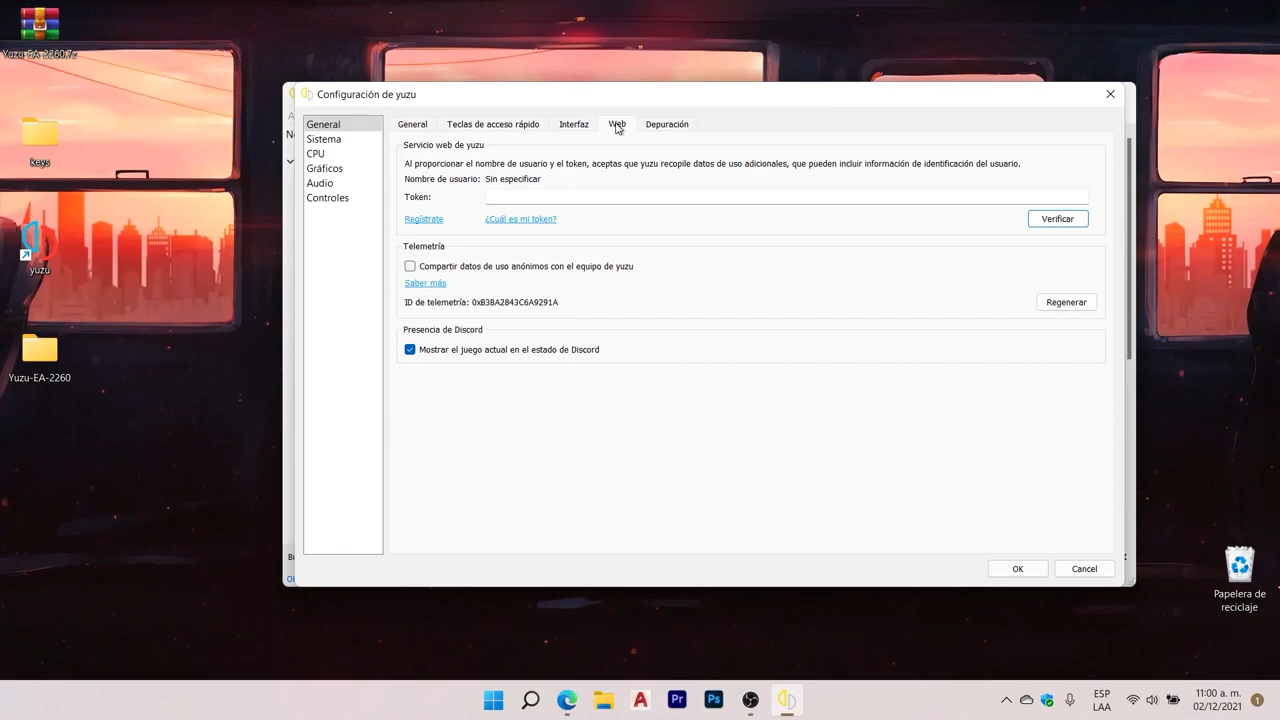 Yuzu-EA-2260.7z
keys
yuzu
Yuzu-EA-2260
Configuración de yuzu
General
Sistema
CPU
Gráficos
Audio
Controles
General
Teclas de acceso rápido
Interfaz
Web
Depuración
Servicio web de yuzu
Al proporcionar el nombre de usuario y el token, aceptas que yuzu recopile datos de uso adicionales, que pueden incluir información de identificación del usuario.
Nombre de usuario: Sin especificar
Token:
Regístrate
¿Cuál es mi token?
Verificar
Telemetría
Compartir datos de uso anónimos con el equipo de yuzu
Saber más
ID de telemetría: 0xB3BA2843C6A9291A
Regenerar
Presencia de Discord
Mostrar el juego actual en el estado de Discord
OK
Cancel
Papelera de
reciclaje
A
Pr
Ps
ESP
LAA
11:00 a. m.
02/12/2021
1